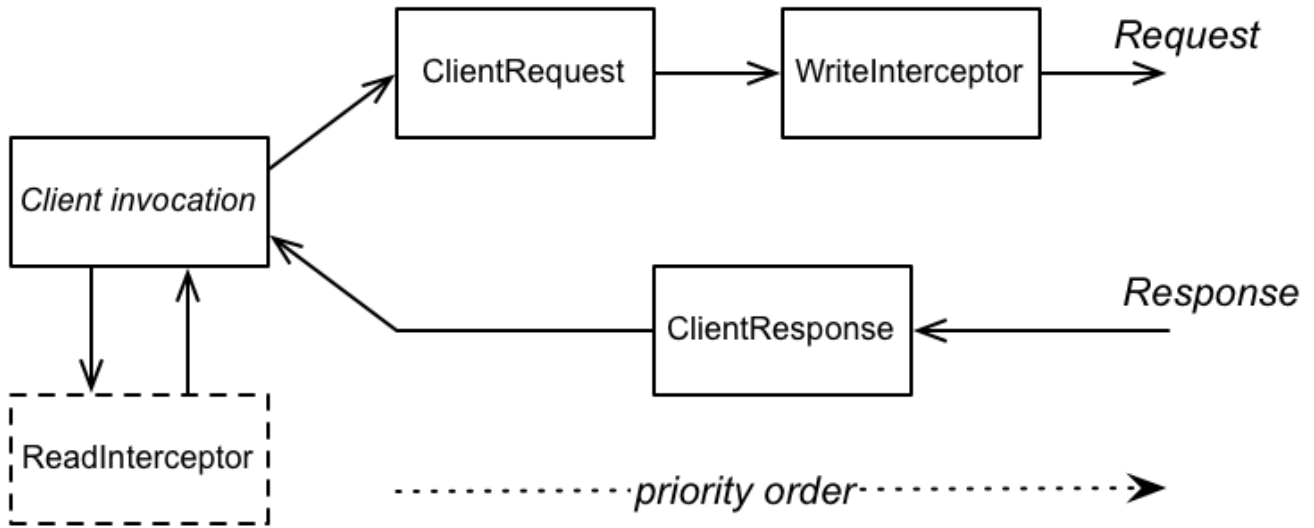 Request
ClientRequest
WriteInterceptor
Client invocation
Response
ClientResponse
ReadInterceptor
priority order